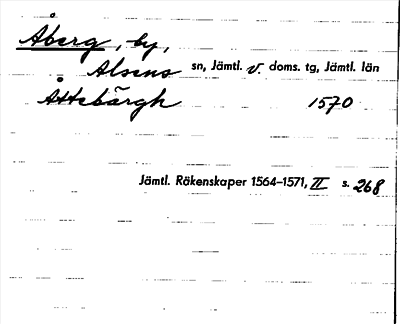 Åberg, by,
Alsens sn, Jämtl. v. doms. tg, Jämtl. län
Åttebärgh 1570
Jämtl. Räkenskaper 1564–1571, II s. 268